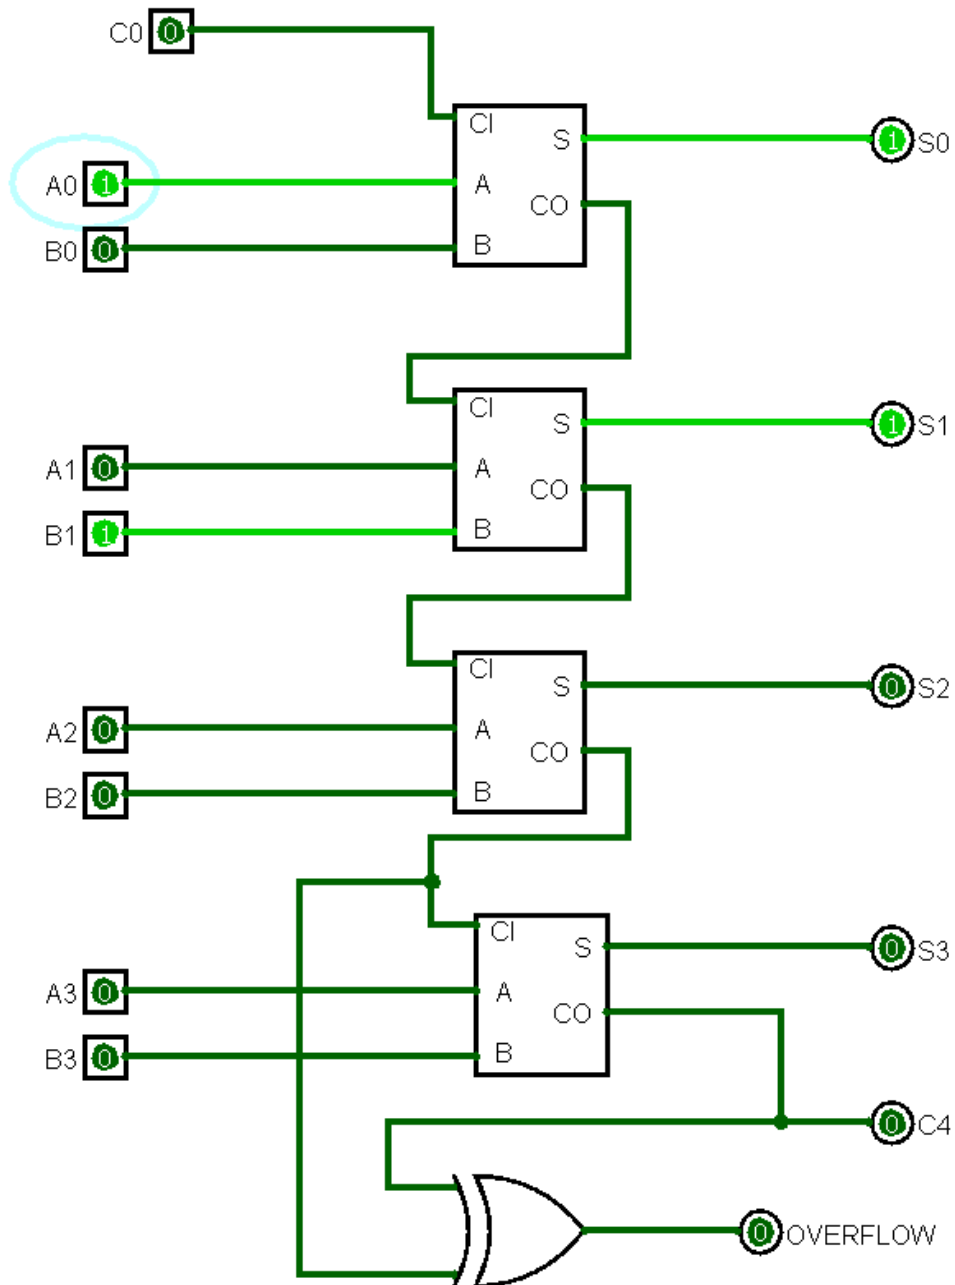 C0 0
CI
S 1 S0
A0 1 A
CO
B0 0 B
CI
S 1 S1
A1 0 A
CO
B1 1 B
CI
S 0 S2
A2 0 A
CO
B2 0 B
CI
S 0 S3
A3 0 A
CO
B3 0 B
0 C4
0 OVERFLOW